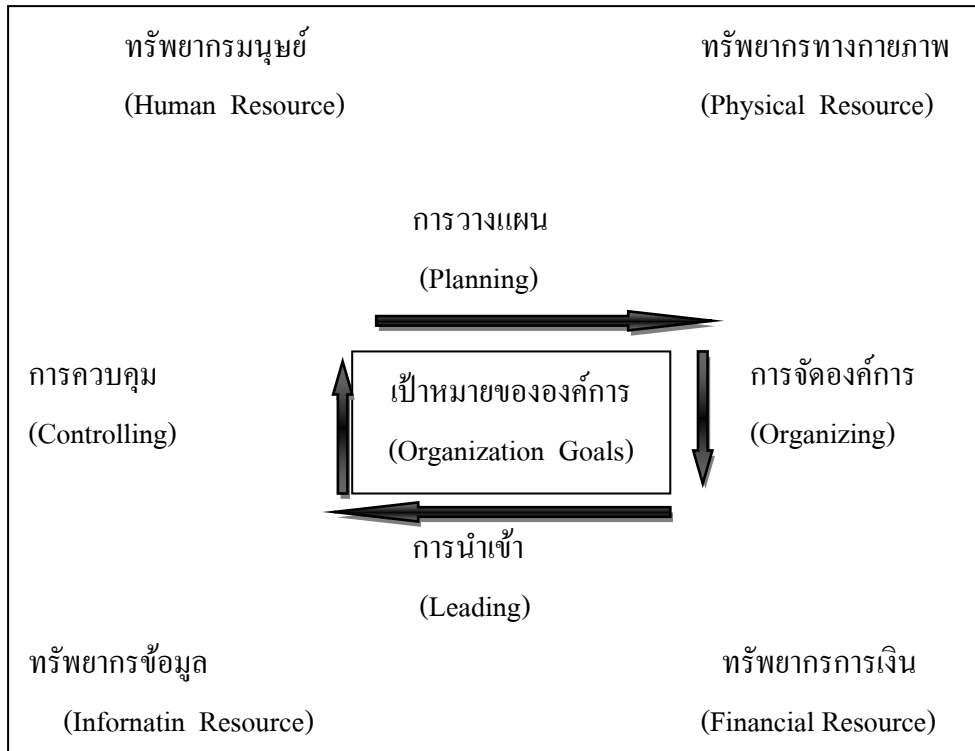 ทรัพยากรมนุษย์
(Human Resource)
ทรัพยากรทางกายภาพ
(Physical Resource)
การวางแผน
(Planning)
การควบคุม
(Controlling)
เป้าหมายขององค์การ
(Organization Goals)
การจัดองค์การ
(Organizing)
การนำเข้า
(Leading)
ทรัพยากรข้อมูล
(Infornatin Resource)
ทรัพยากรการเงิน
(Financial Resource)